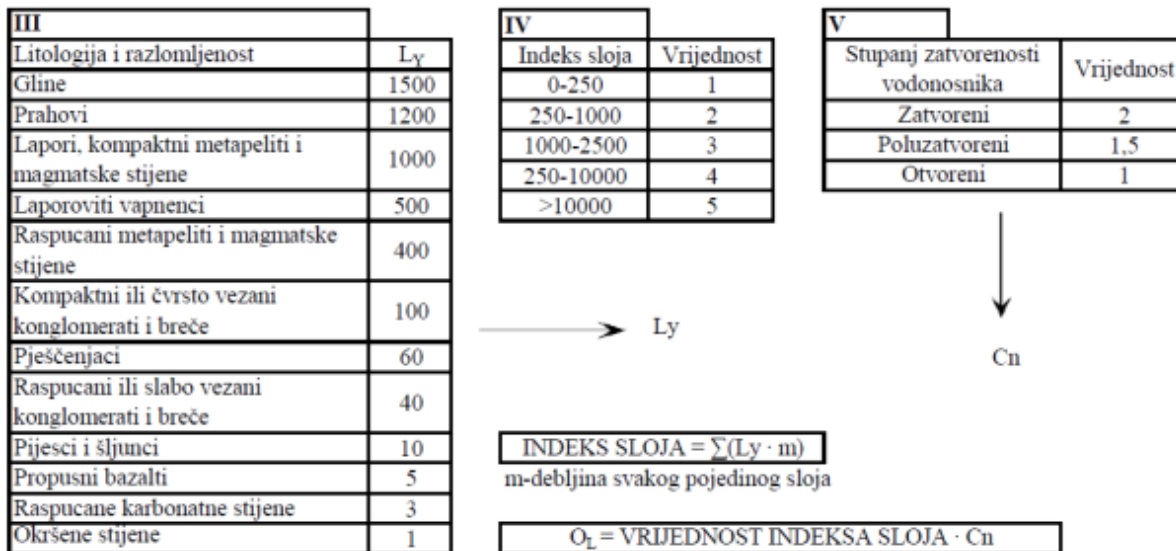 III
Litologija i razlomljenost L_Y
Gline 1500
Prahovi 1200
Lapori, kompaktni metapeliti i
magmatske stijene 1000
Laporoviti vapnenci 500
Raspucani metapeliti i magmatske
stijene 400
Kompaktni ili čvrsto vezani
konglomerati i breče 100
Pješčenjaci 60
Raspucani ili slabo vezani
konglomerati i breče 40
Pijesci i šljunci 10
Propusni bazalti 5
Raspucane karbonatne stijene 3
Okršene stijene 1
IV
Indeks sloja Vrijednost
0-250 1
250-1000 2
1000-2500 3
250-10000 4
>10000 5
Ly
INDEKS SLOJA = ∑(Ly · m)
m-debljina svakog pojedinog sloja
O_L = VRIJEDNOST INDEKSA SLOJA · Cn
V
Stupanj zatvorenosti
vodonosnika Vrijednost
Zatvoreni 2
Poluzatvoreni 1,5
Otvoreni 1
Cn